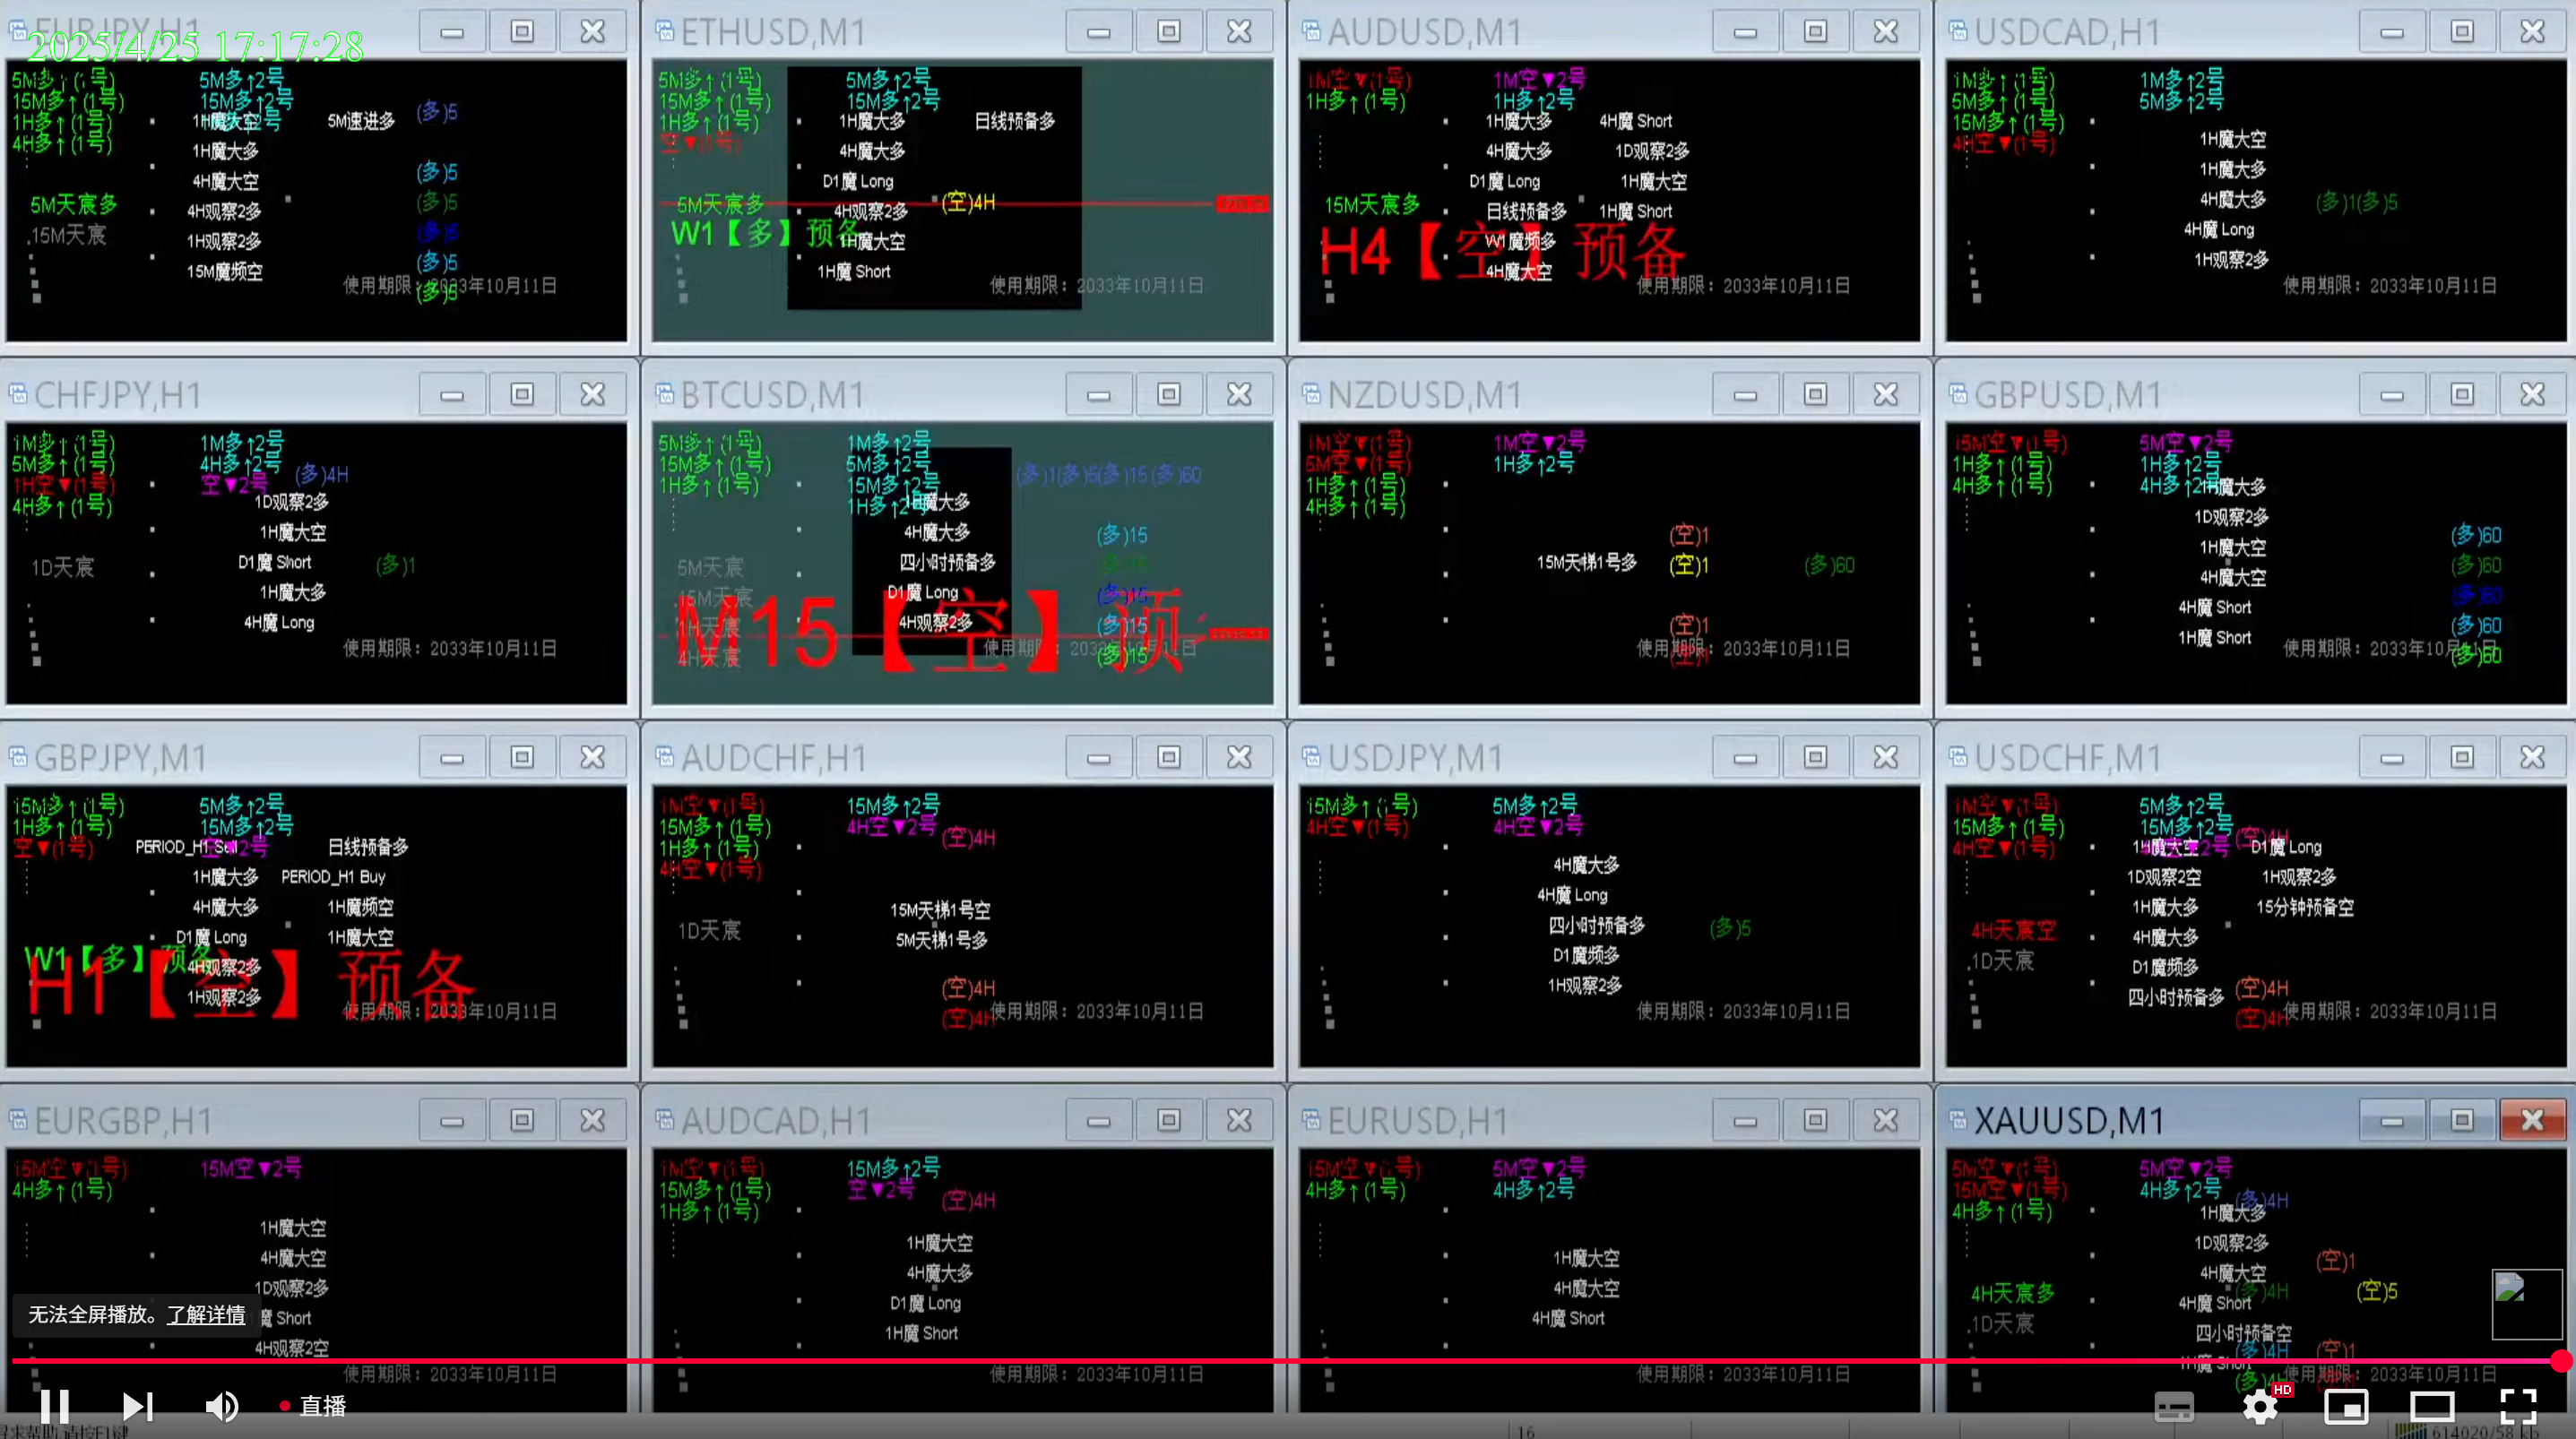 EURJPY,H1
2025/4/25 17:17:28
5M多↑(1号)
15M多↑(1号)
1H多↑(1号)
4H多↑(1号)
5M多↑2号
15M多↑2号
1H魔大空
5M速进多
(多)5
1H魔大多
4H魔大空
(多)5
4H观察2多
(多)5
5M天宸多
1H观察2多
(多)5
.15M天宸
15M魔频空
(多)5
使用期限：2033年10月11日
(多)5
ETHUSD,M1
5M多↑(1号)
15M多↑(1号)
1H多↑(1号)
空▼(1号)
5M多↑2号
15M多↑2号
1H魔大多
日线预备多
4H魔大多
D1魔 Long
5M天宸多
4H观察2多
(空)4H
W1【多】预备
1H魔大空
1H魔 Short
使用期限：2033年10月11日
AUDUSD,M1
1M空▼(1号)
1H多↑(1号)
1M空▼2号
1H多↑2号
1H魔大多
4H魔 Short
4H魔大多
1D观察2多
D1魔 Long
1H魔大空
15M天宸多
日线预备多
1H魔 Short
W1魔频多
H4【空】预备
4H魔大空
使用期限：2033年10月11日
USDCAD,H1
1M多↑(1号)
5M多↑(1号)
15M多↑(1号)
4H空▼(1号)
1M多↑2号
5M多↑2号
1H魔大空
1H魔大多
4H魔大多
(多)1(多)5
4H魔 Long
1H观察2多
使用期限：2033年10月11日
CHFJPY,H1
1M多↑(1号)
5M多↑(1号)
1H空▼(1号)
4H多↑(1号)
1M多↑2号
4H多↑2号
空▼2号
(多)4H
1D观察2多
1H魔大空
1D天宸
D1魔 Short
(多)1
1H魔大多
4H魔 Long
使用期限：2033年10月11日
BTCUSD,M1
5M多↑(1号)
15M多↑(1号)
1H多↑(1号)
1M多↑2号
5M多↑2号
15M多↑2号
1H多↑2号
(多)1(多)5(多)15(多)60
1H魔大多
4H魔大多
(多)15
四小时预备多
5M天宸
D1魔 Long
(多)15
.15M天宸
4H观察2多
(多)15
1H天宸
4H天宸
M15【空】预
使用期限：2033年10月11日
(多)15
NZDUSD,M1
1M空▼(1号)
5M空▼(1号)
1H多↑(1号)
4H多↑(1号)
1M空▼2号
1H多↑2号
(空)1
15M天梯1号多
(空)1
(多)60
(空)1
使用期限：2033年10月11日
(空)1
GBPUSD,M1
15M空▼(1号)
1H多↑(1号)
4H多↑(1号)
5M空▼2号
1H多↑2号
4H多↑2号
1H魔大多
1D观察2多
1H魔大空
(多)60
4H魔大空
(多)60
4H魔 Short
(多)60
1H魔 Short
(多)60
使用期限：2033年10月11日
(多)60
GBPJPY,M1
15M多↑(1号)
1H多↑(1号)
空▼(1号)
5M多↑2号
15M多↑2号
空▼2号
PERIOD_H1 Sell
日线预备多
1H魔大多
PERIOD_H1 Buy
4H魔大多
1H魔频空
D1魔 Long
1H魔大空
W1【多】预备
4H观察2多
H1【空】预备
1H观察2多
使用期限：2033年10月11日
AUDCHF,H1
1M空▼(1号)
15M多↑(1号)
1H多↑(1号)
4H空▼(1号)
15M多↑2号
4H空▼2号
(空)4H
15M天梯1号空
1D天宸
5M天梯1号多
(空)4H
(空)4H
使用期限：2033年10月11日
USDJPY,M1
15M多↑(1号)
4H空▼(1号)
5M多↑2号
4H空▼2号
4H魔大多
4H魔 Long
四小时预备多
(多)5
D1魔频多
1H观察2多
使用期限：2033年10月11日
USDCHF,M1
1M空▼(1号)
15M多↑(1号)
4H空▼(1号)
5M多↑2号
15M多↑2号
4H空▼2号
(空)4H
1H魔大空
D1魔 Long
1D观察2空
1H观察2多
1H魔大多
15分钟预备空
4H天宸空
4H魔大多
.1D天宸
D1魔频多
四小时预备多
(空)4H
(空)4H
使用期限：2033年10月11日
EURGBP,H1
15M空▼(1号)
4H多↑(1号)
15M空▼2号
1H魔大空
4H魔大空
1D观察2多
魔 Short
4H观察2空
使用期限：2033年10月11日
AUDCAD,H1
1M空▼(1号)
15M多↑(1号)
1H多↑(1号)
15M多↑2号
空▼2号
(空)4H
1H魔大空
4H魔大多
D1魔 Long
1H魔 Short
使用期限：2033年10月11日
EURUSD,H1
15M空▼(1号)
4H多↑(1号)
5M空▼2号
4H多↑2号
1H魔大空
4H魔大空
4H魔 Short
使用期限：2033年10月11日
XAUUSD,M1
5M空▼(1号)
15M空▼(1号)
4H多↑(1号)
5M空▼2号
4H多↑2号
(多)4H
1H魔大多
1D观察2多
(空)1
4H魔大空
4H天宸多
(多)4H
(空)5
4H魔 Short
.1D天宸
四小时预备空
(多)4H
(空)1
1H魔 Short
使用期限：2033年10月11日
无法全屏播放。了解详情
直播
HD
16
614020/58 kb